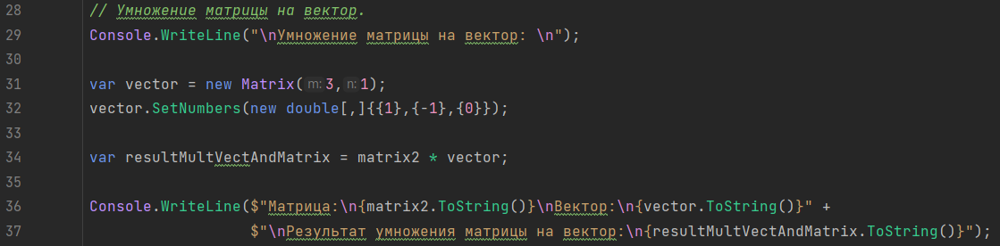 28 // Умножение матрицы на вектор.
29 Console.WriteLine("\nУмножение матрицы на вектор: \n");
30
31 var vector = new Matrix(m:3,n:1);
32 vector.SetNumbers(new double[,]{{1},{-1},{0}});
33
34 var resultMultVectAndMatrix = matrix2 * vector;
35
36 Console.WriteLine($"Матрица:\n{matrix2.ToString()}\nВектор:\n{vector.ToString()}" +
37 $"\nРезультат умножения матрицы на вектор:\n{resultMultVectAndMatrix.ToString()}");